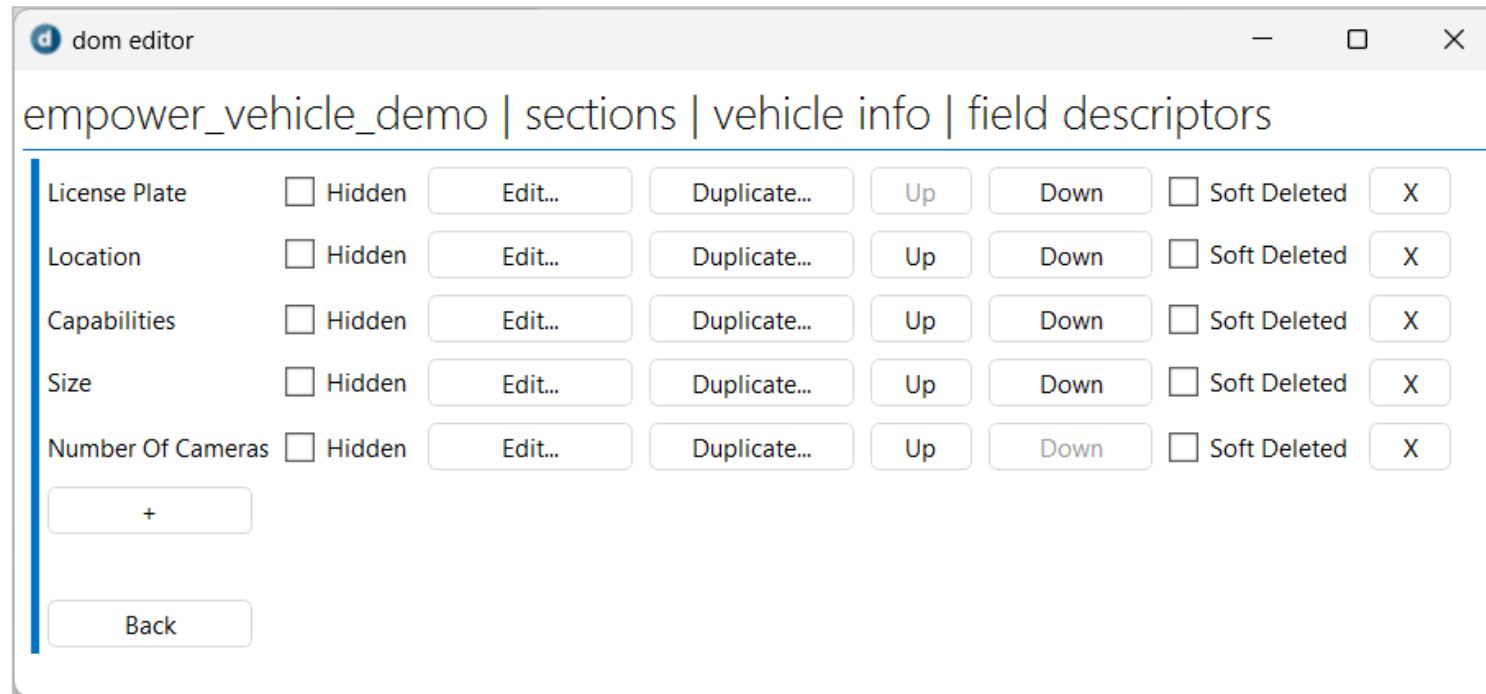 d dom editor
empower_vehicle_demo | sections | vehicle info | field descriptors
License Plate Hidden Edit... Duplicate... Up Down Soft Deleted X
Location Hidden Edit... Duplicate... Up Down Soft Deleted X
Capabilities Hidden Edit... Duplicate... Up Down Soft Deleted X
Size Hidden Edit... Duplicate... Up Down Soft Deleted X
Number Of Cameras Hidden Edit... Duplicate... Up Down Soft Deleted X
+
Back